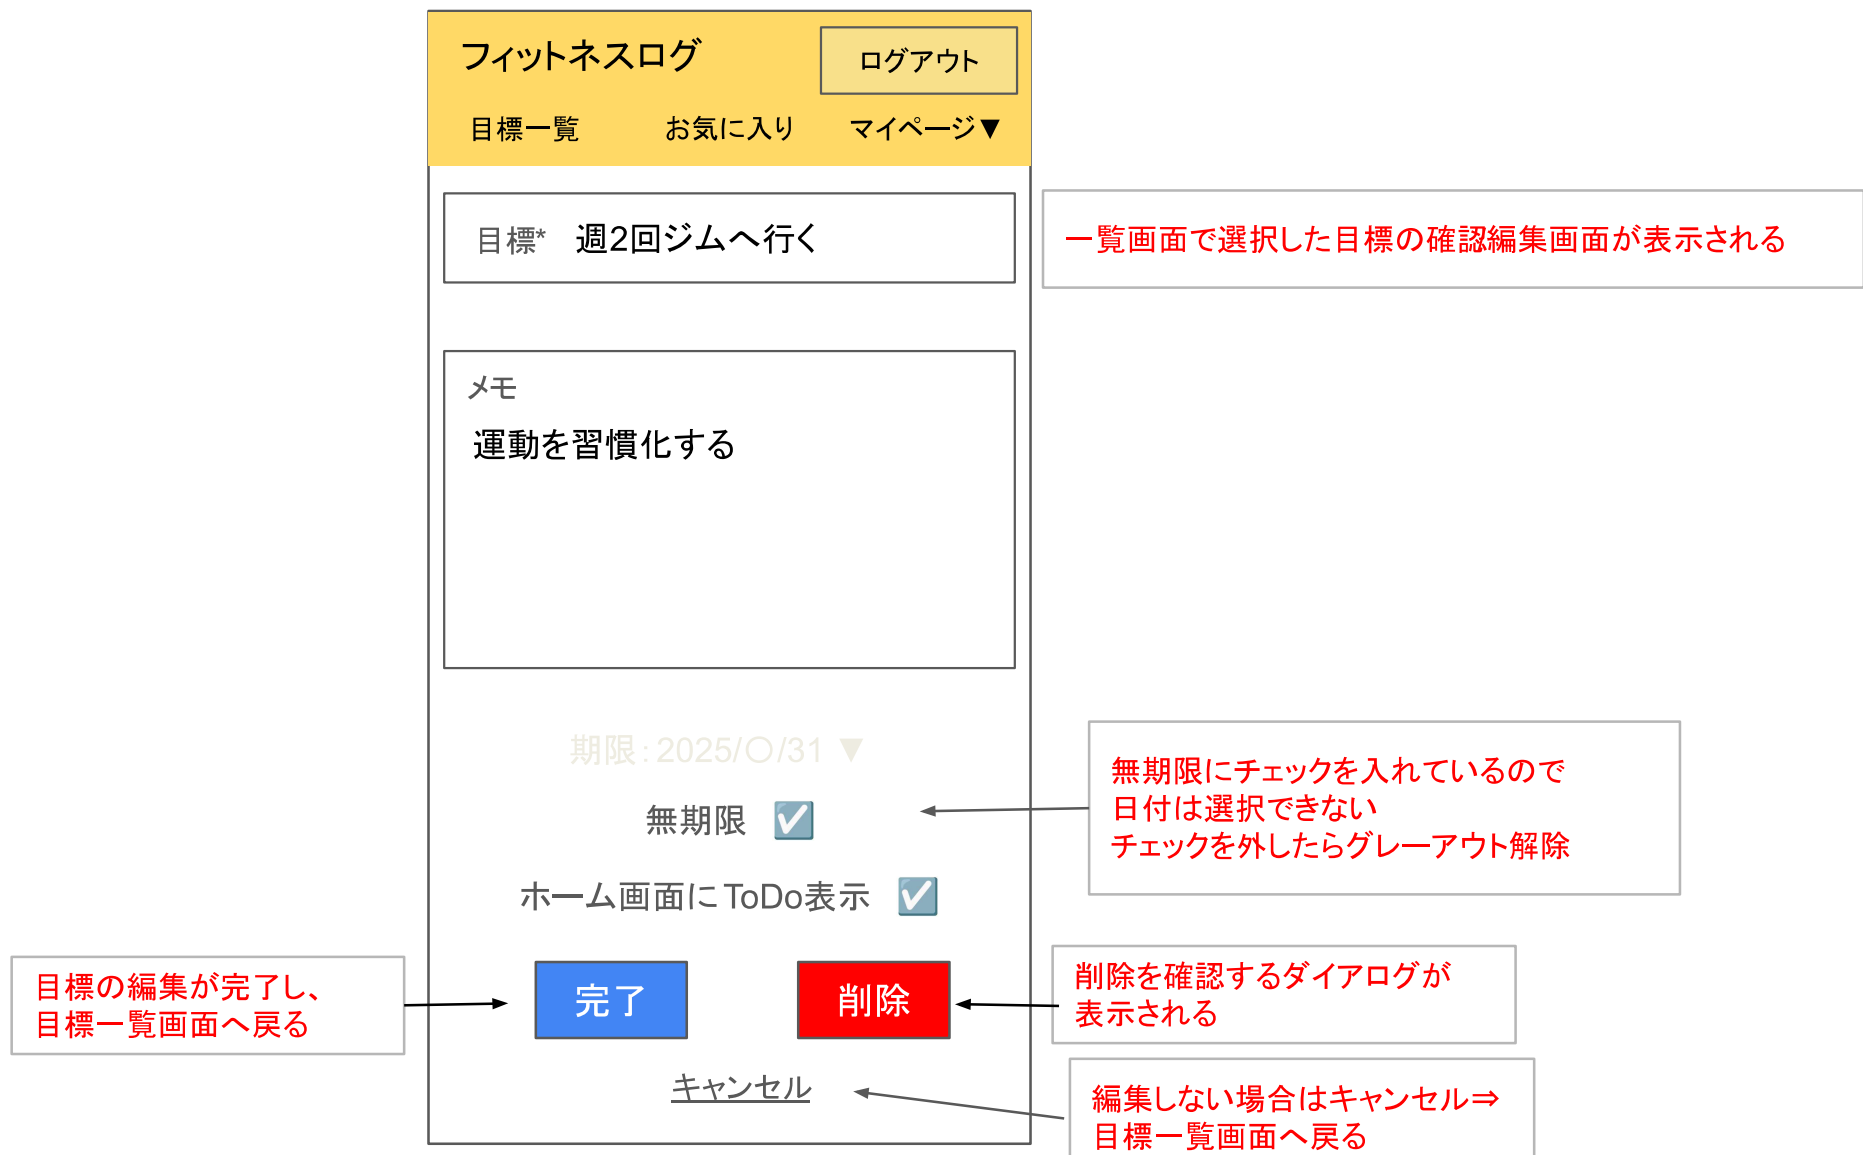 フィットネスログ
ログアウト
目標一覧
お気に入り
マイページ▼
目標* 週2回ジムへ行く
一覧画面で選択した目標の確認編集画面が表示される
メモ
運動を習慣化する
期限：2025/〇/31 ▼
無期限 ☑
無期限にチェックを入れているので
日付は選択できない
チェックを外したらグレーアウト解除
ホーム画面にToDo表示 ☑
目標の編集が完了し、
目標一覧画面へ戻る
完了
削除
削除を確認するダイアログが
表示される
キャンセル
編集しない場合はキャンセル⇒
目標一覧画面へ戻る